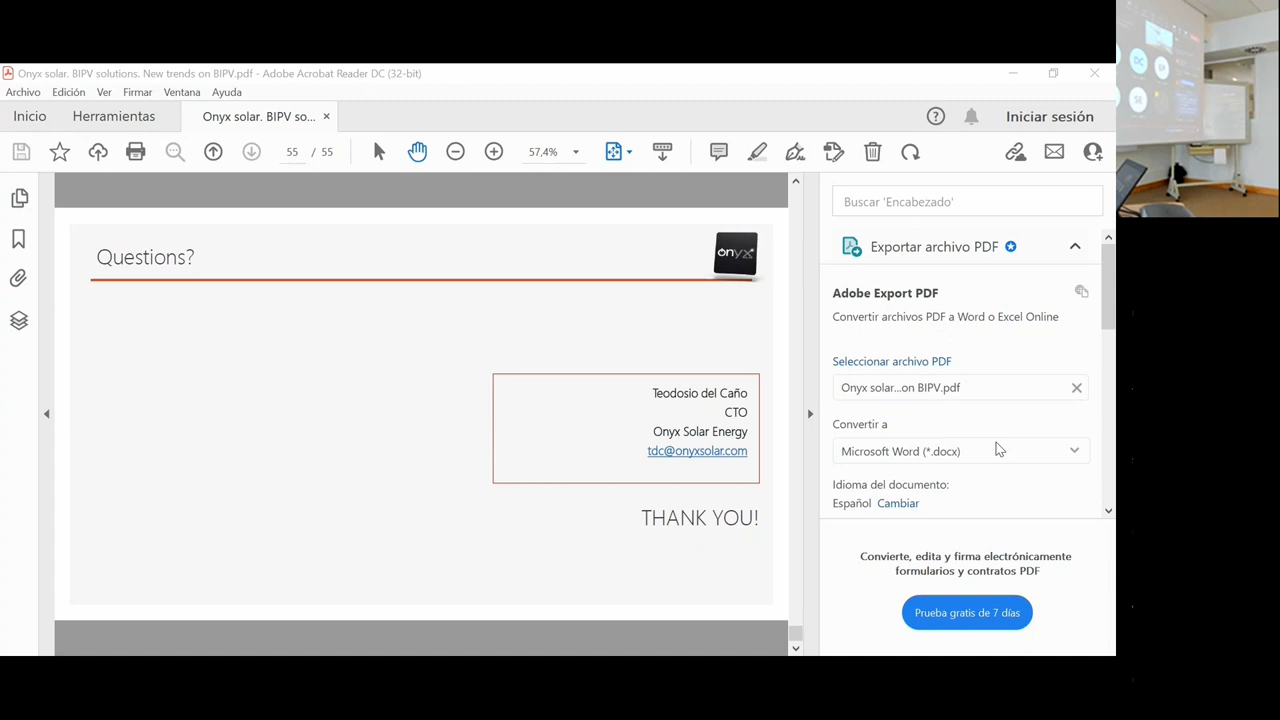 Onyx solar. BIPV solutions. New trends on BIPV.pdf - Adobe Acrobat Reader DC (32-bit)
Archivo Edición Ver Firmar Ventana Ayuda
Inicio Herramientas Onyx solar. BIPV so... × Iniciar sesión
55 / 55 57,4%
Buscar 'Encabezado'
Exportar archivo PDF
Adobe Export PDF
Convertir archivos PDF a Word o Excel Online
Seleccionar archivo PDF
Onyx solar...on BIPV.pdf
Convertir a
Microsoft Word (*.docx)
Idioma del documento:
Español Cambiar
Convierte, edita y firma electrónicamente
formularios y contratos PDF
Prueba gratis de 7 días
Questions?
onyx
Teodosio del Caño
CTO
Onyx Solar Energy
tdc@onyxsolar.com
THANK YOU!
DC
SE